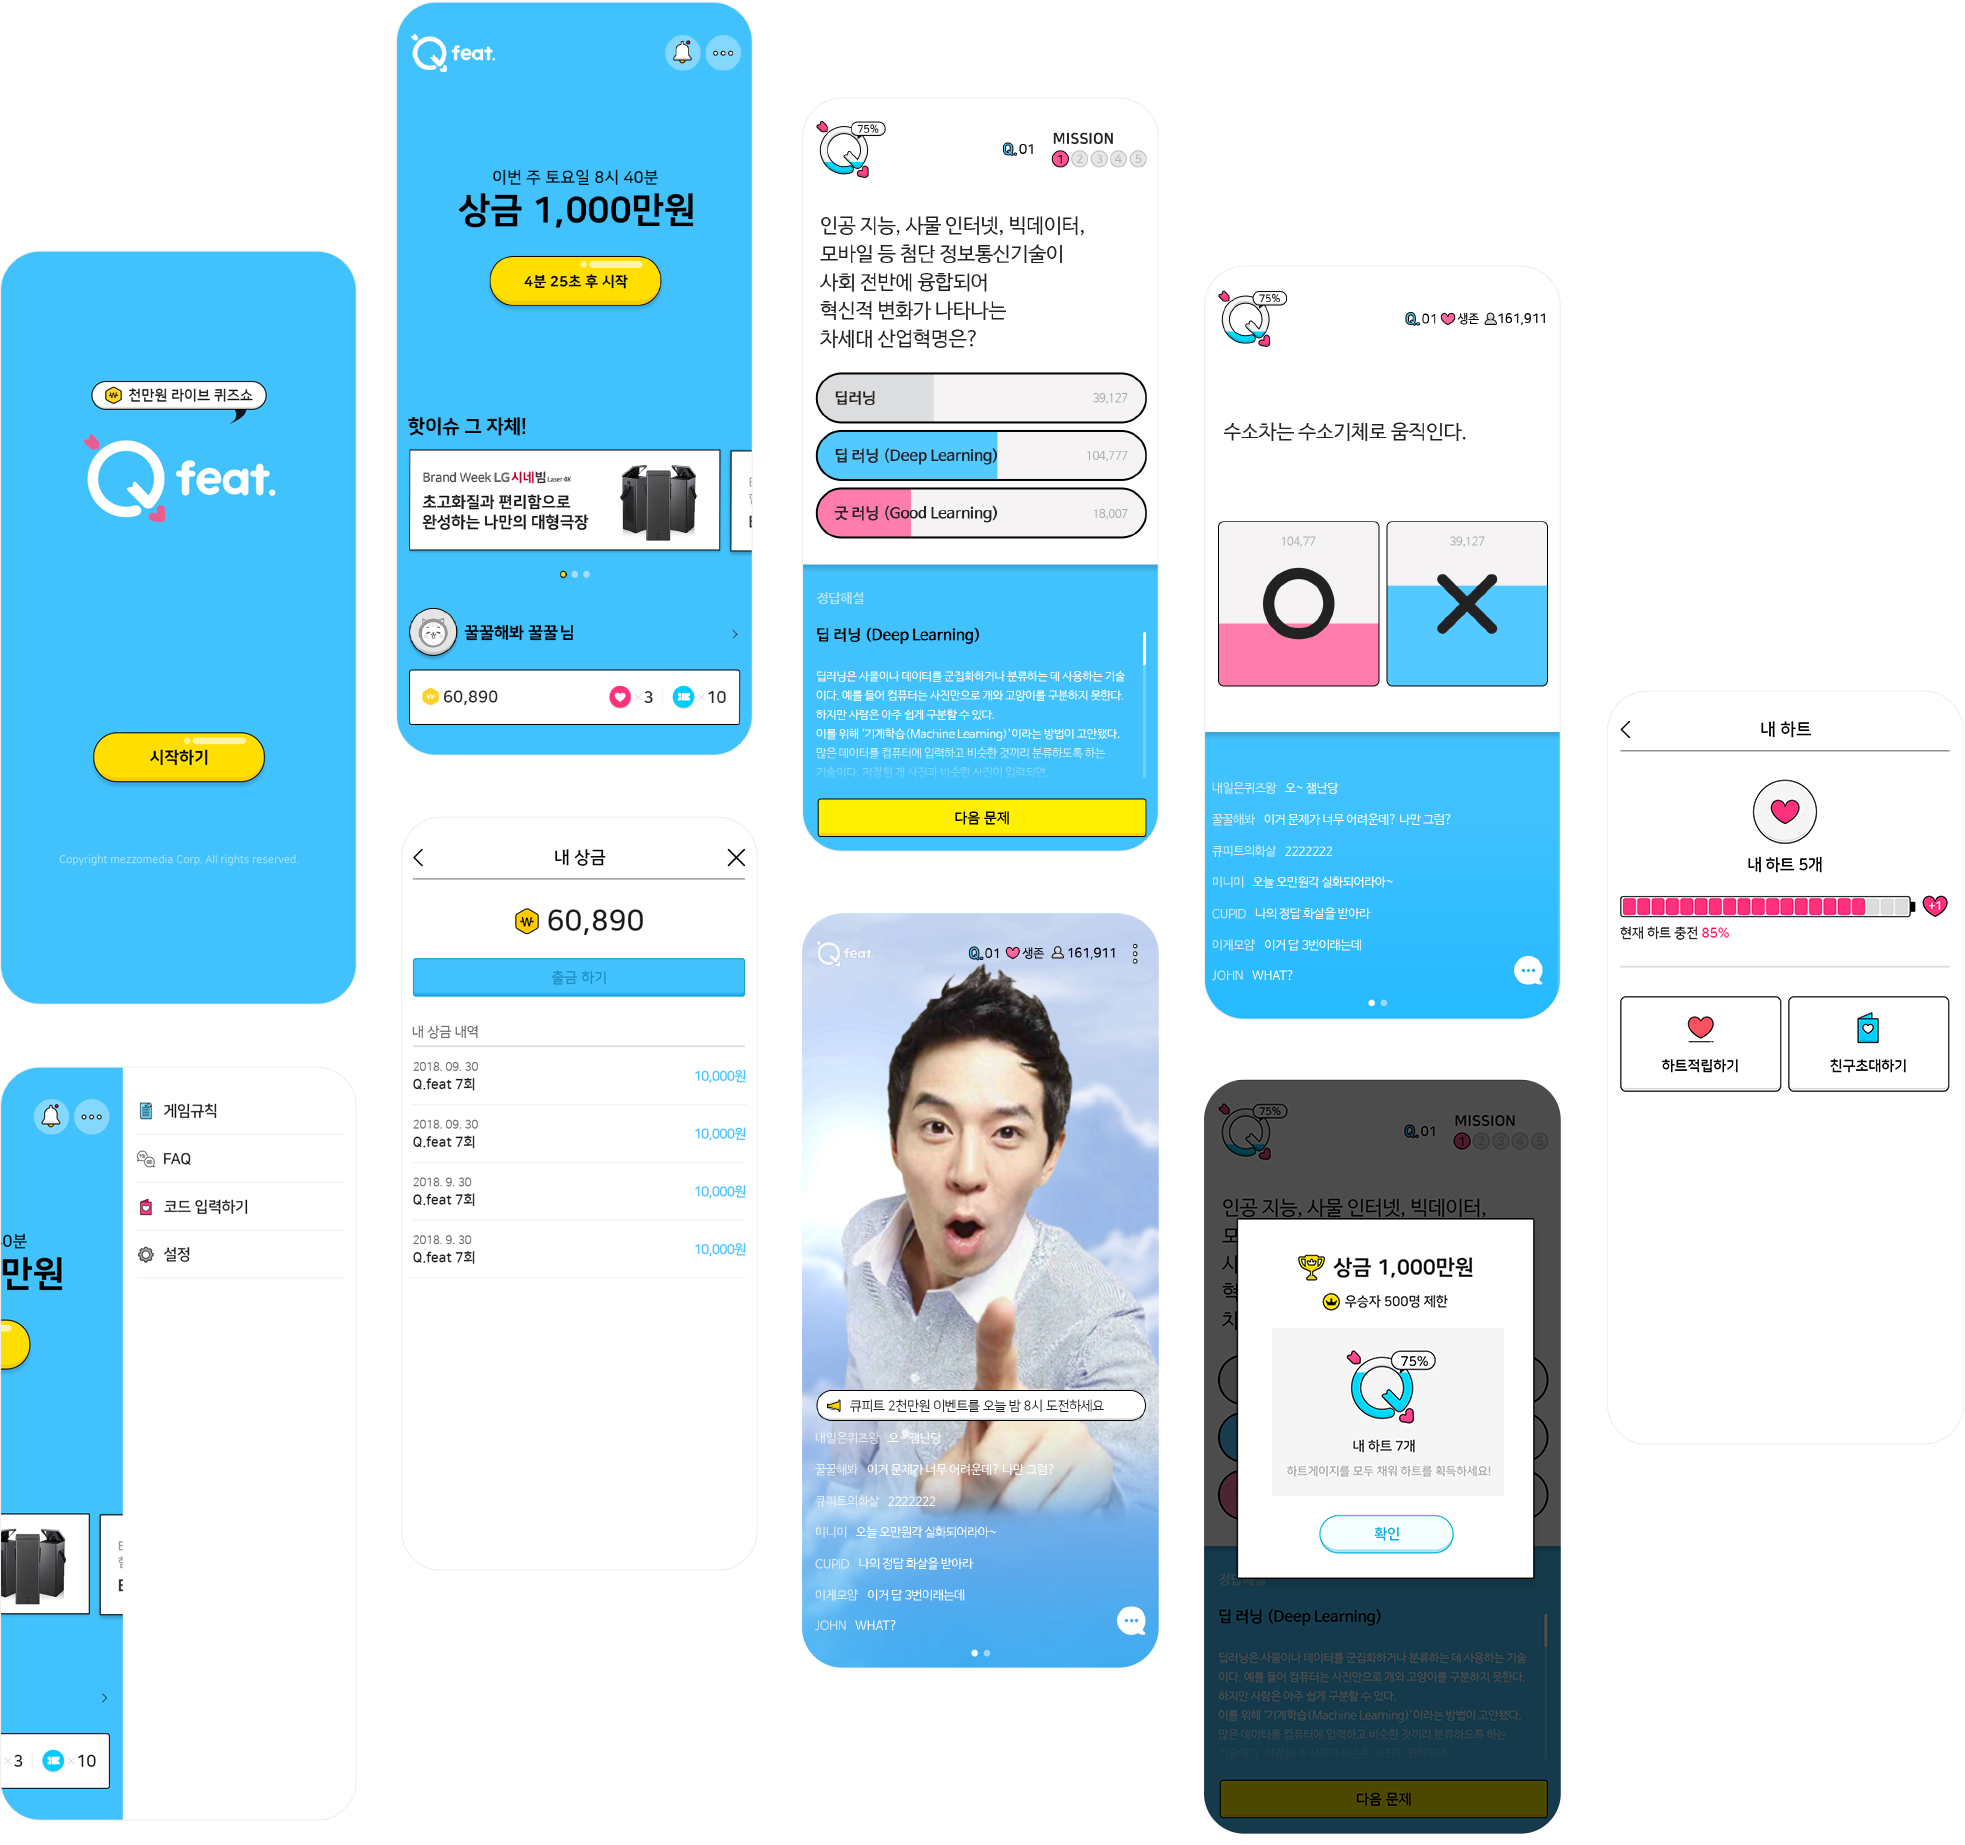 천만원 라이브 퀴즈쇼
Q feat.
시작하기
Copyright mezzomedia Corp. All rights reserved.
0분
만원
3
10
게임규칙
FAQ
코드 입력하기
설정
Q feat.
이번 주 토요일 8시 40분
상금 1,000만원
4분 25초 후 시작
핫이슈 그 자체!
Brand Week LG 시네빔 Laser 4K
초고화질과 편리함으로
완성하는 나만의 대형극장
꿀꿀해봐 꿀꿀님
60,890
× 3
× 10
내 상금
60,890
출금 하기
내 상금 내역
2018. 09. 30
Q.feat 7회
10,000원
2018. 09. 30
Q.feat 7회
10,000원
2018. 9. 30
Q.feat 7회
10,000원
2018. 9. 30
Q.feat 7회
10,000원
75%
Q.01
MISSION
1 2 3 4 5
인공 지능, 사물 인터넷, 빅데이터,
모바일 등 첨단 정보통신기술이
사회 전반에 융합되어
혁신적 변화가 나타나는
차세대 산업혁명은?
딥러닝
39,127
딥 러닝 (Deep Learning)
104,777
굿 러닝 (Good Learning)
18,007
정답해설
딥 러닝 (Deep Learning)
딥러닝은 사물이나 데이터를 군집화하거나 분류하는 데 사용하는 기술
이다. 예를 들어 컴퓨터는 사진만으로 개와 고양이를 구분하지 못한다.
하지만 사람은 아주 쉽게 구분할 수 있다.
이를 위해 '기계학습(Machine Learning)'이라는 방법이 고안됐다.
많은 데이터를 컴퓨터에 입력하고 비슷한 것끼리 분류하도록 하는
기술이다. 저장된 개 사진과 비슷한 사진이 입력되면,
다음 문제
Q feat.
Q.01 생존 161,911
큐피트 2천만원 이벤트를 오늘 밤 8시 도전하세요
내일은퀴즈왕 오~ 잼난당
꿀꿀해봐 이거 문제가 너무 어려운데? 나만 그럼?
큐피트의화살 2222222
미니미 오늘 오만원각 실화되어라아~
CUPID 나의 정답 화살을 받아라
이게모얌 이거 답 3번이래는데
JOHN WHAT?
75%
Q.01 생존 161,911
수소차는 수소기체로 움직인다.
104,77
39,127
내일은퀴즈왕 오~ 잼난당
꿀꿀해봐 이거 문제가 너무 어려운데? 나만 그럼?
큐피트의화살 2222222
미니미 오늘 오만원각 실화되어라아~
CUPID 나의 정답 화살을 받아라
이게모얌 이거 답 3번이래는데
JOHN WHAT?
75%
Q.01
MISSION
1 2 3 4 5
인공 지능, 사물 인터넷, 빅데이터,
상금 1,000만원
우승자 500명 제한
75%
내 하트 7개
하트게이지를 모두 채워 하트를 획득하세요!
확인
정답해설
딥 러닝 (Deep Learning)
딥러닝은 사물이나 데이터를 군집화하거나 분류하는 데 사용하는 기술
이다. 예를 들어 컴퓨터는 사진만으로 개와 고양이를 구분하지 못한다.
하지만 사람은 아주 쉽게 구분할 수 있다.
이를 위해 '기계학습(Machine Learning)'이라는 방법이 고안됐다.
많은 데이터를 컴퓨터에 입력하고 비슷한 것끼리 분류하도록 하는
다음 문제
내 하트
내 하트 5개
+1
현재 하트 충전 85%
하트적립하기
친구초대하기